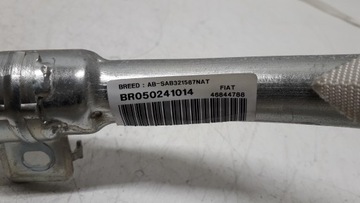 BREED : AB-SAB321587NAT
BR050241014 FIAT
46844788